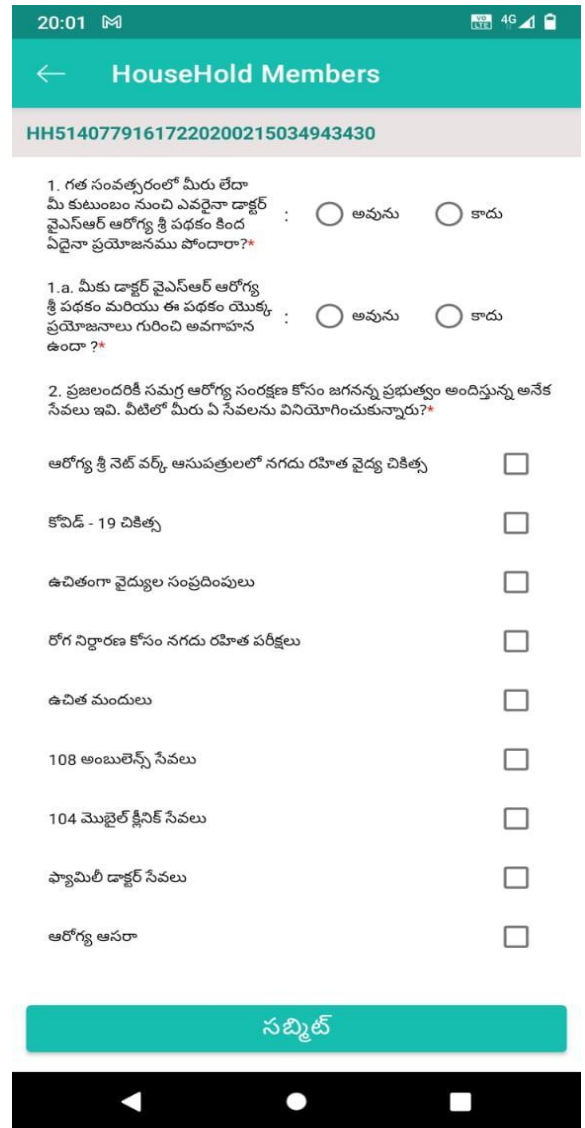 20:01
VO LTE 4G
HouseHold Members
HH51407791617220200215034943430
1. గత సంవత్సరంలో మీరు లేదా
మీ కుటుంబం నుంచి ఎవరైనా డాక్టర్
వైఎస్ఆర్ ఆరోగ్య శ్రీ పథకం కింద
ఏదైనా ప్రయోజనము పోందారా?*
: అవును కాదు
1.a. మీకు డాక్టర్ వైఎస్ఆర్ ఆరోగ్య
శ్రీ పథకం మరియు ఈ పథకం యొక్క
ప్రయోజనాలు గురించి అవగాహన
ఉందా ?*
: అవును కాదు
2. ప్రజలందరికీ సమగ్ర ఆరోగ్య సంరక్షణ కోసం జగనన్న ప్రభుత్వం అందిస్తున్న అనేక
సేవలు ఇవి. వీటిలో మీరు ఏ సేవలను వినియోగించుకున్నారు?*
ఆరోగ్య శ్రీ నెట్ వర్క్ ఆసుపత్రులలో నగదు రహిత వైద్య చికిత్స
కోవిడ్ - 19 చికిత్స
ఉచితంగా వైద్యుల సంప్రదింపులు
రోగ నిర్ధారణ కోసం నగదు రహిత పరీక్షలు
ఉచిత మందులు
108 అంబులెన్స్ సేవలు
104 మొబైల్ క్లీనిక్ సేవలు
ఫ్యామిలీ డాక్టర్ సేవలు
ఆరోగ్య ఆసరా
సబ్మిట్